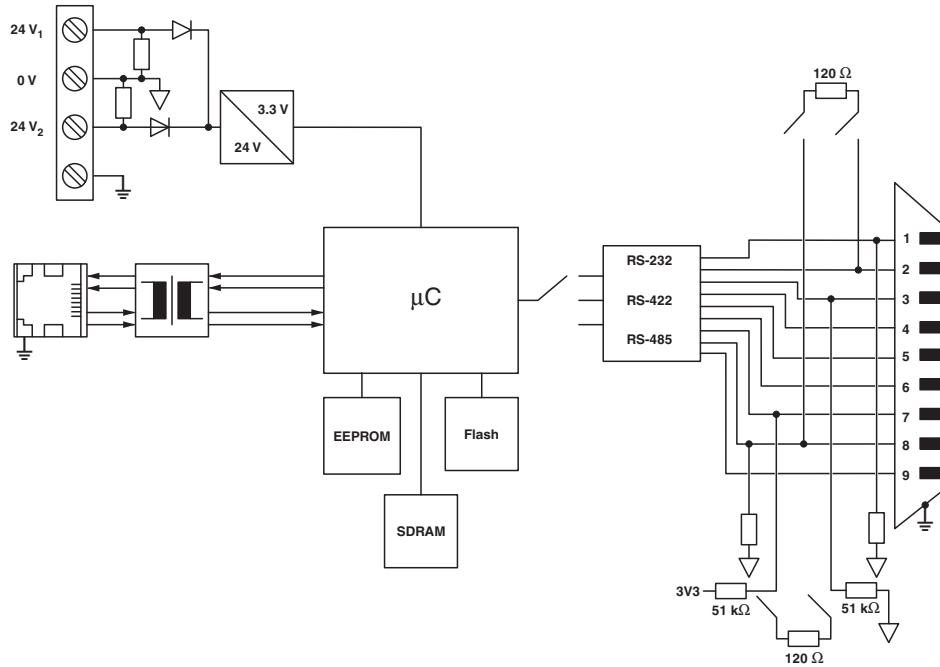 24 V₁
0 V
24 V₂
3.3 V
24 V
120 Ω
μC
RS-232
RS-422
RS-485
1
2
3
4
5
6
7
8
9
EEPROM
Flash
SDRAM
3V3
51 kΩ
51 kΩ
120 Ω